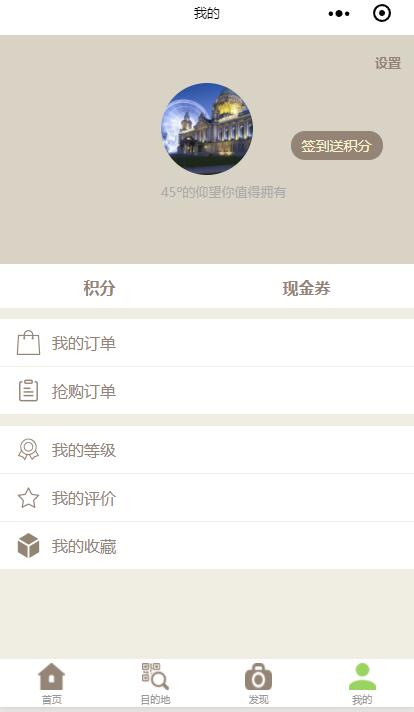 我的
设置
签到送积分
45°的仰望你值得拥有
积分
现金券
我的订单
抢购订单
我的等级
我的评价
我的收藏
首页
目的地
发现
我的